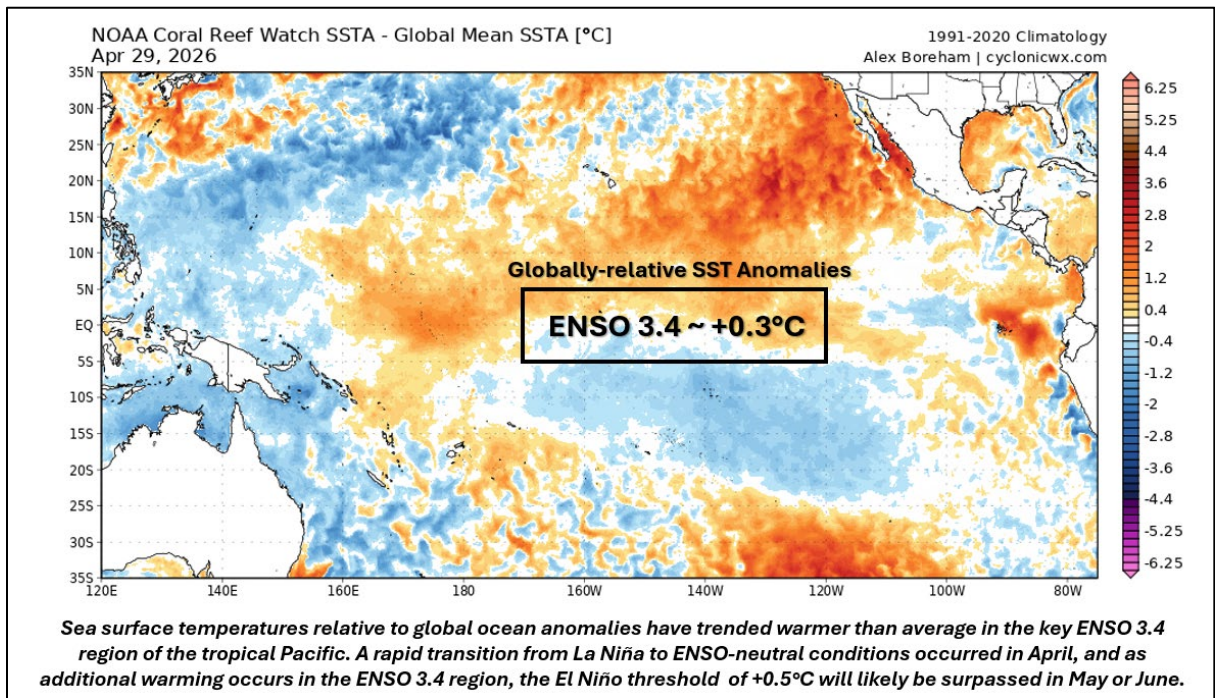 NOAA Coral Reef Watch SSTA - Global Mean SSTA [°C]
Apr 29, 2026
1991-2020 Climatology
Alex Boreham | cyclonicwx.com
35N
30N
25N
20N
15N
10N
5N
EQ
5S
10S
15S
20S
25S
30S
35S
Globally-relative SST Anomalies
ENSO 3.4 ~ +0.3°C
6.25
5.25
4.4
3.6
2.8
2
1.2
0.4
-0.4
-1.2
-2
-2.8
-3.6
-4.4
-5.25
-6.25
120E 140E 160E 180 160W 140W 120W 100W 80W
Sea surface temperatures relative to global ocean anomalies have trended warmer than average in the key ENSO 3.4
region of the tropical Pacific. A rapid transition from La Niña to ENSO-neutral conditions occurred in April, and as
additional warming occurs in the ENSO 3.4 region, the El Niño threshold of +0.5°C will likely be surpassed in May or June.